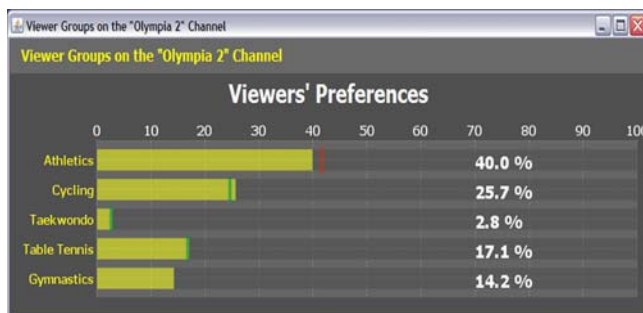 Viewer Groups on the "Olympia 2" Channel
Viewer Groups on the "Olympia 2" Channel
Viewers' Preferences
0 10 20 30 40 50 60 70 80 90 100
Athletics 40.0 %
Cycling 25.7 %
Taekwondo 2.8 %
Table Tennis 17.1 %
Gymnastics 14.2 %